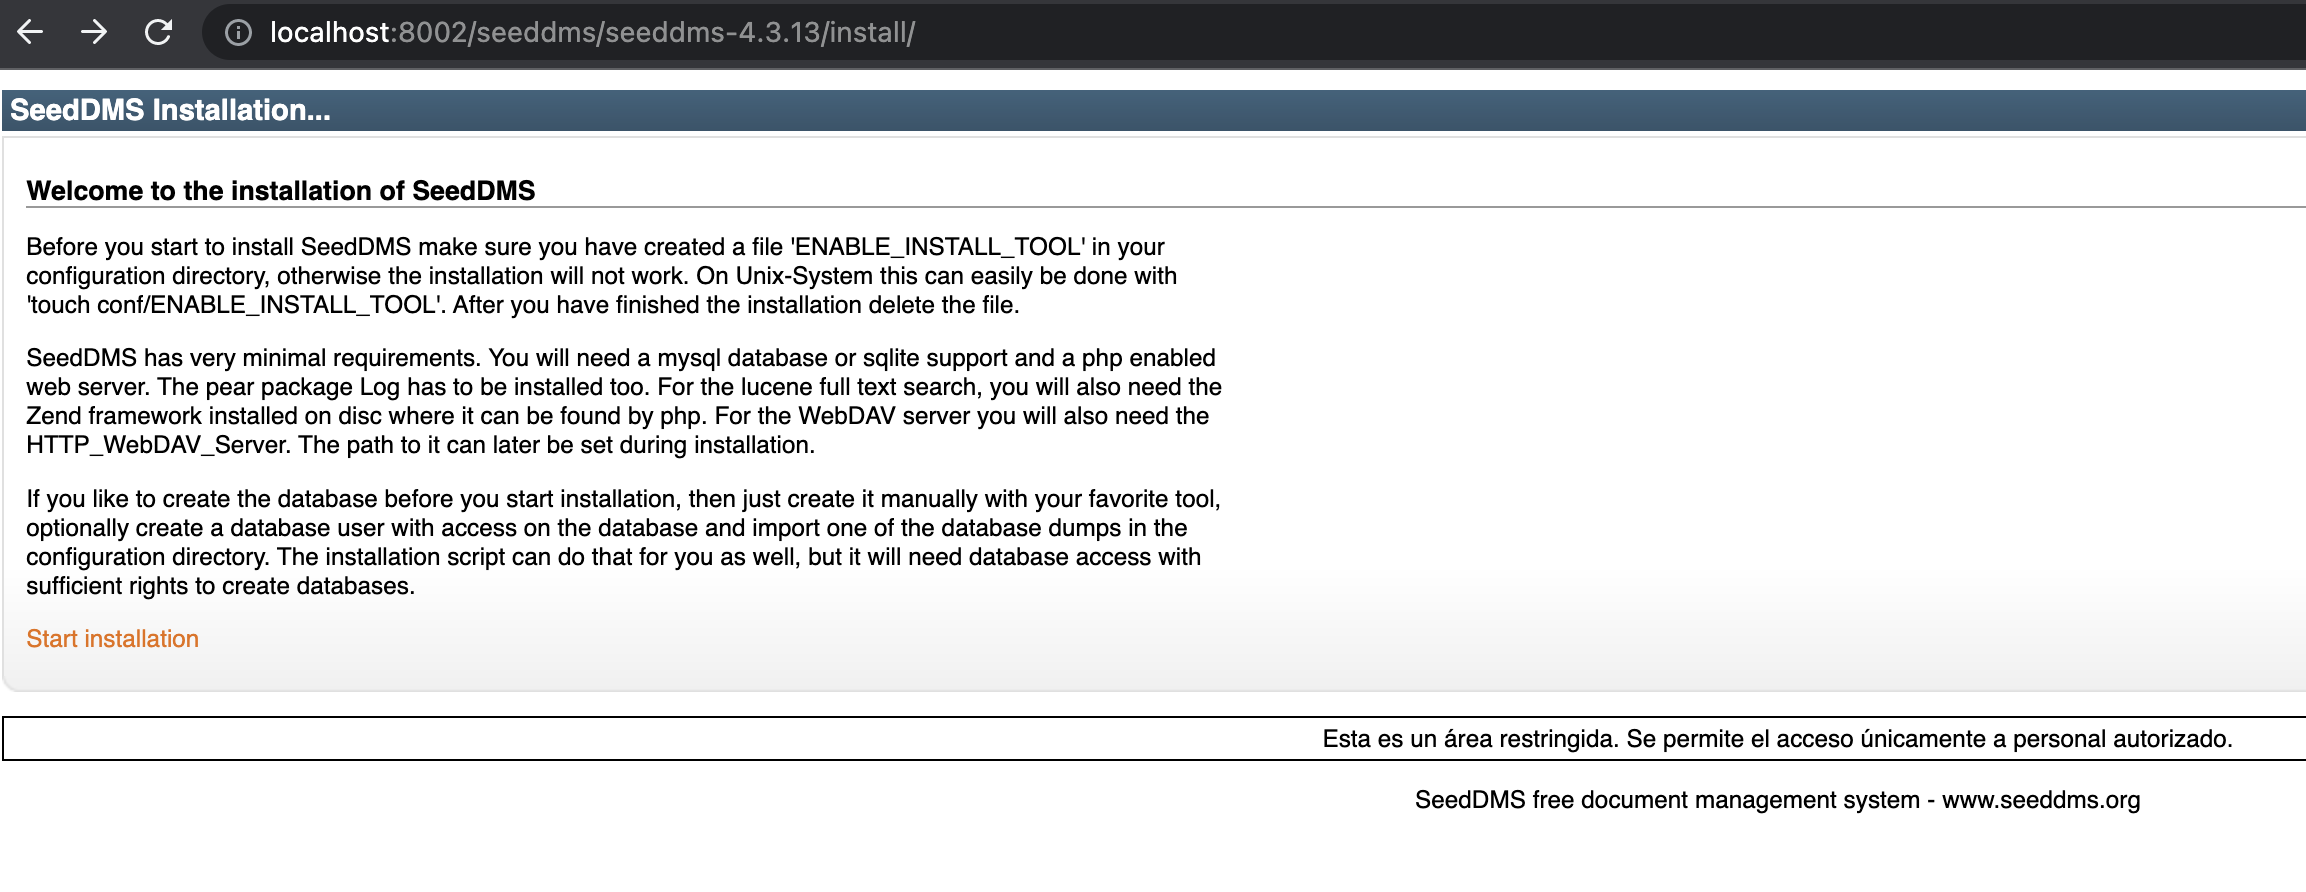 localhost:8002/seeddms/seeddms-4.3.13/install/
SeedDMS Installation...
Welcome to the installation of SeedDMS
Before you start to install SeedDMS make sure you have created a file 'ENABLE_INSTALL_TOOL' in your
configuration directory, otherwise the installation will not work. On Unix-System this can easily be done with
'touch conf/ENABLE_INSTALL_TOOL'. After you have finished the installation delete the file.
SeedDMS has very minimal requirements. You will need a mysql database or sqlite support and a php enabled
web server. The pear package Log has to be installed too. For the lucene full text search, you will also need the
Zend framework installed on disc where it can be found by php. For the WebDAV server you will also need the
HTTP_WebDAV_Server. The path to it can later be set during installation.
If you like to create the database before you start installation, then just create it manually with your favorite tool,
optionally create a database user with access on the database and import one of the database dumps in the
configuration directory. The installation script can do that for you as well, but it will need database access with
sufficient rights to create databases.
Start installation
Esta es un área restringida. Se permite el acceso únicamente a personal autorizado.
SeedDMS free document management system - www.seeddms.org